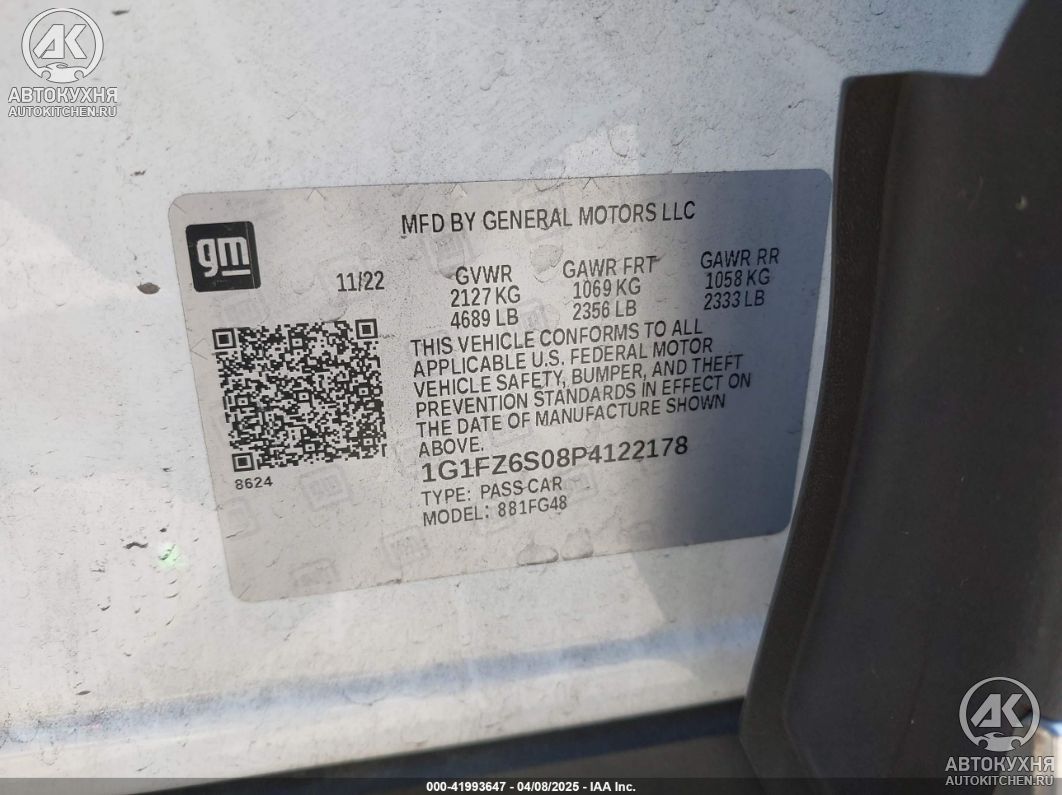 AK
АВТОКУХНЯ
AUTOKITCHEN.RU
MFD BY GENERAL MOTORS LLC
gm
11/22 GVWR GAWR FRT GAWR RR
2127 KG 1069 KG 1058 KG
4689 LB 2356 LB 2333 LB
THIS VEHICLE CONFORMS TO ALL
APPLICABLE U.S. FEDERAL MOTOR
VEHICLE SAFETY, BUMPER, AND THEFT
PREVENTION STANDARDS IN EFFECT ON
THE DATE OF MANUFACTURE SHOWN
ABOVE.
8624
1G1FZ6S08P4122178
TYPE: PASS CAR
MODEL: 881FG48
AK
АВТОКУХНЯ
AUTOKITCHEN.RU
000-41993647 - 04/08/2025 - IAA Inc.